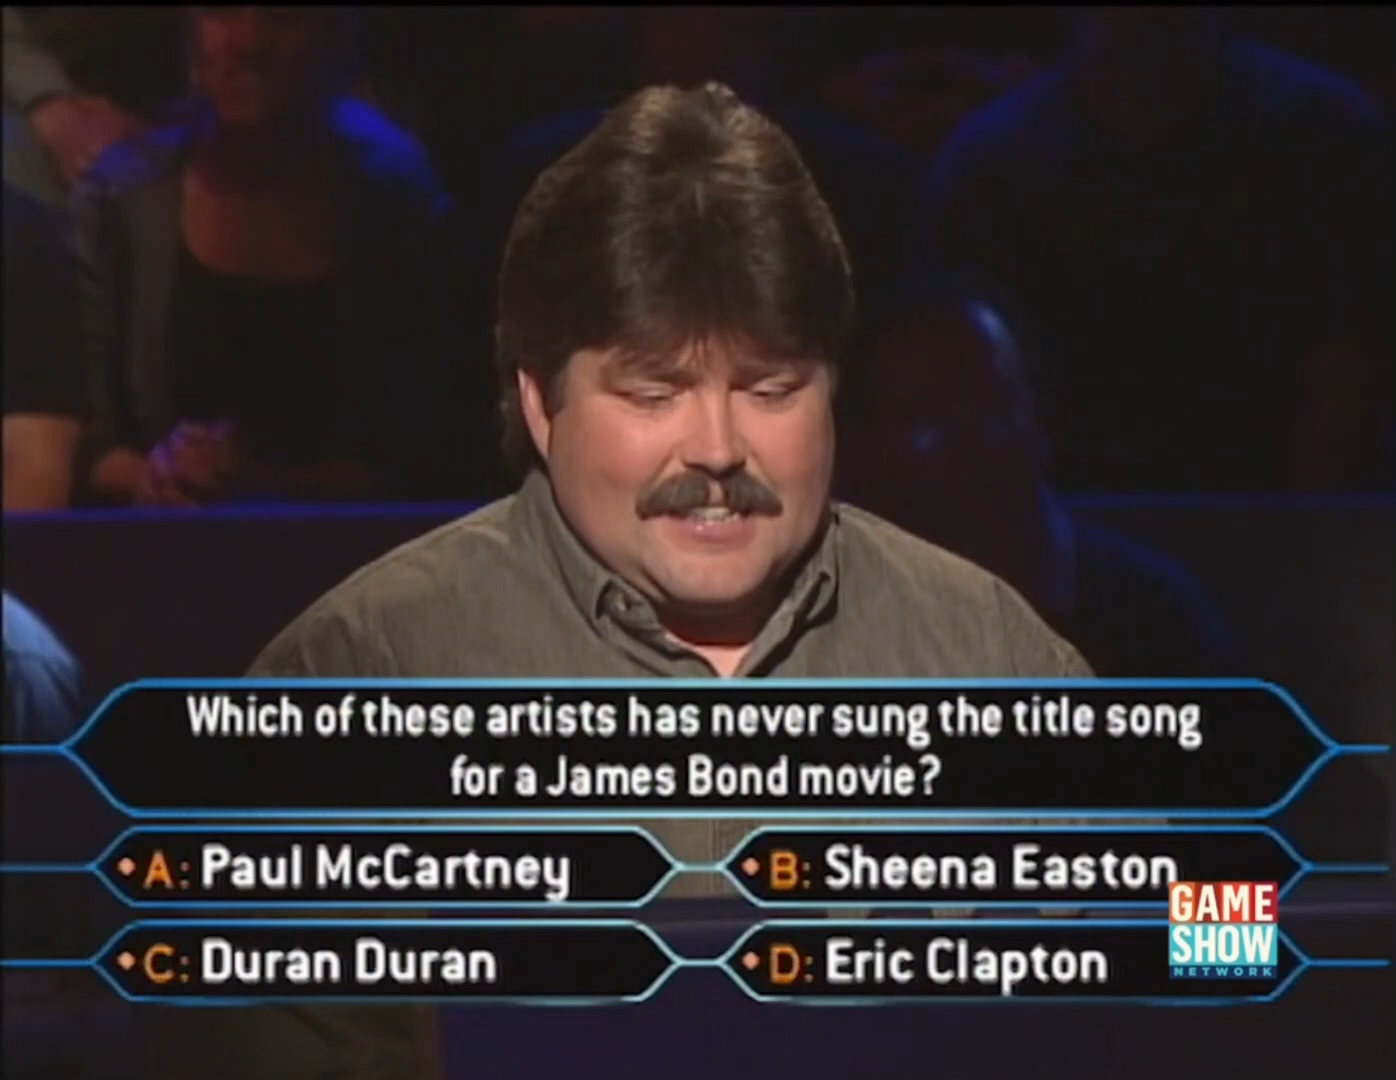 Which of these artists has never sung the title song
for a James Bond movie?
A: Paul McCartney
B: Sheena Easton
C: Duran Duran
D: Eric Clapton
GAME
SHOW
NETWORK